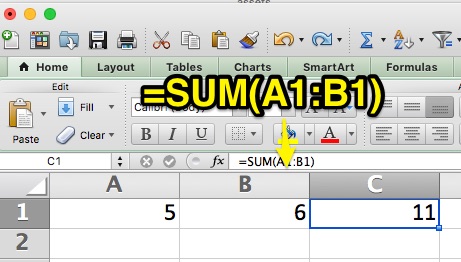 assets
Home Layout Tables Charts SmartArt Formulas
Edit
=SUM(A1:B1)
Fill
Paste
Clear
B I U A
C1 fx =SUM(A1:B1)
A B C
1 5 6 11
2